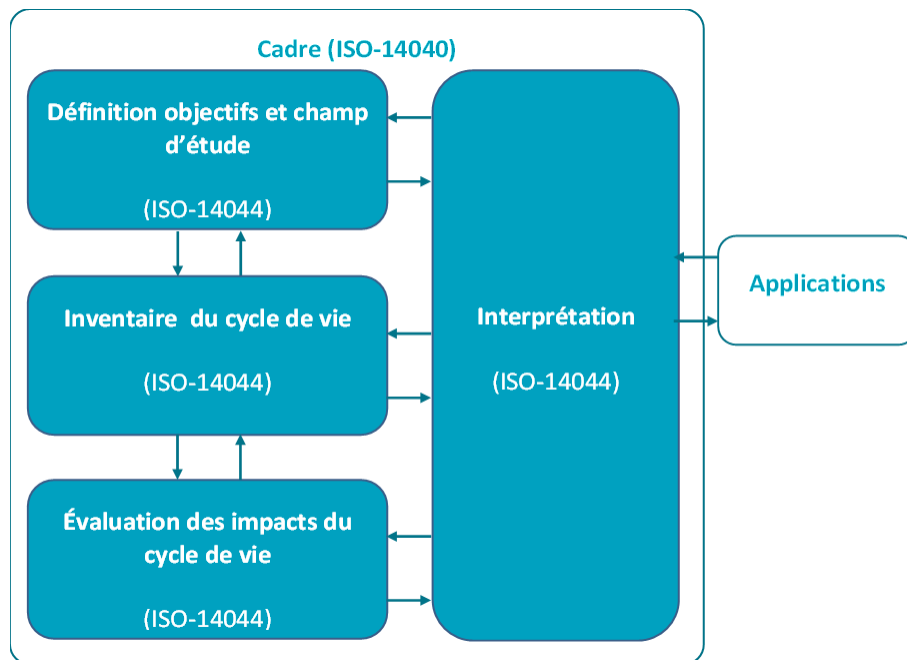 Cadre (ISO-14040)
Définition objectifs et champ
d’étude
(ISO-14044)
Inventaire du cycle de vie
(ISO-14044)
Évaluation des impacts du
cycle de vie
(ISO-14044)
Interprétation
(ISO-14044)
Applications